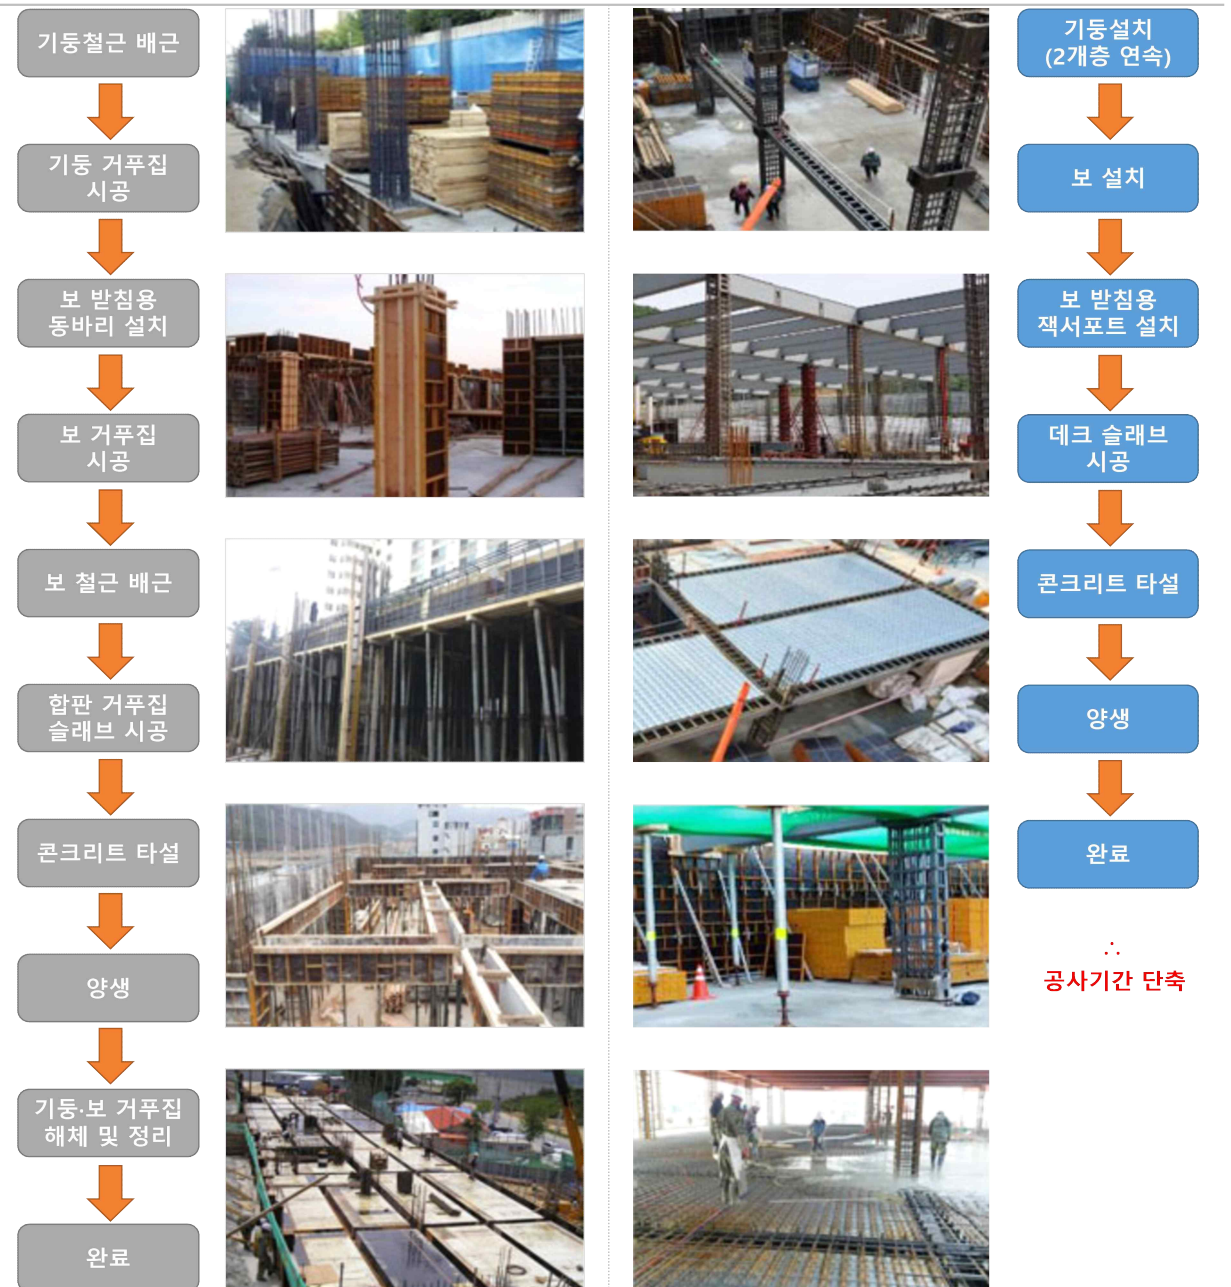 기둥철근 배근
기둥 거푸집
시공
보 받침용
동바리 설치
보 거푸집
시공
보 철근 배근
합판 거푸집
슬래브 시공
콘크리트 타설
양생
기둥·보 거푸집
해체 및 정리
완료
기둥설치
(2개층 연속)
보 설치
보 받침용
잭서포트 설치
데크 슬래브
시공
콘크리트 타설
양생
완료
∴
공사기간 단축